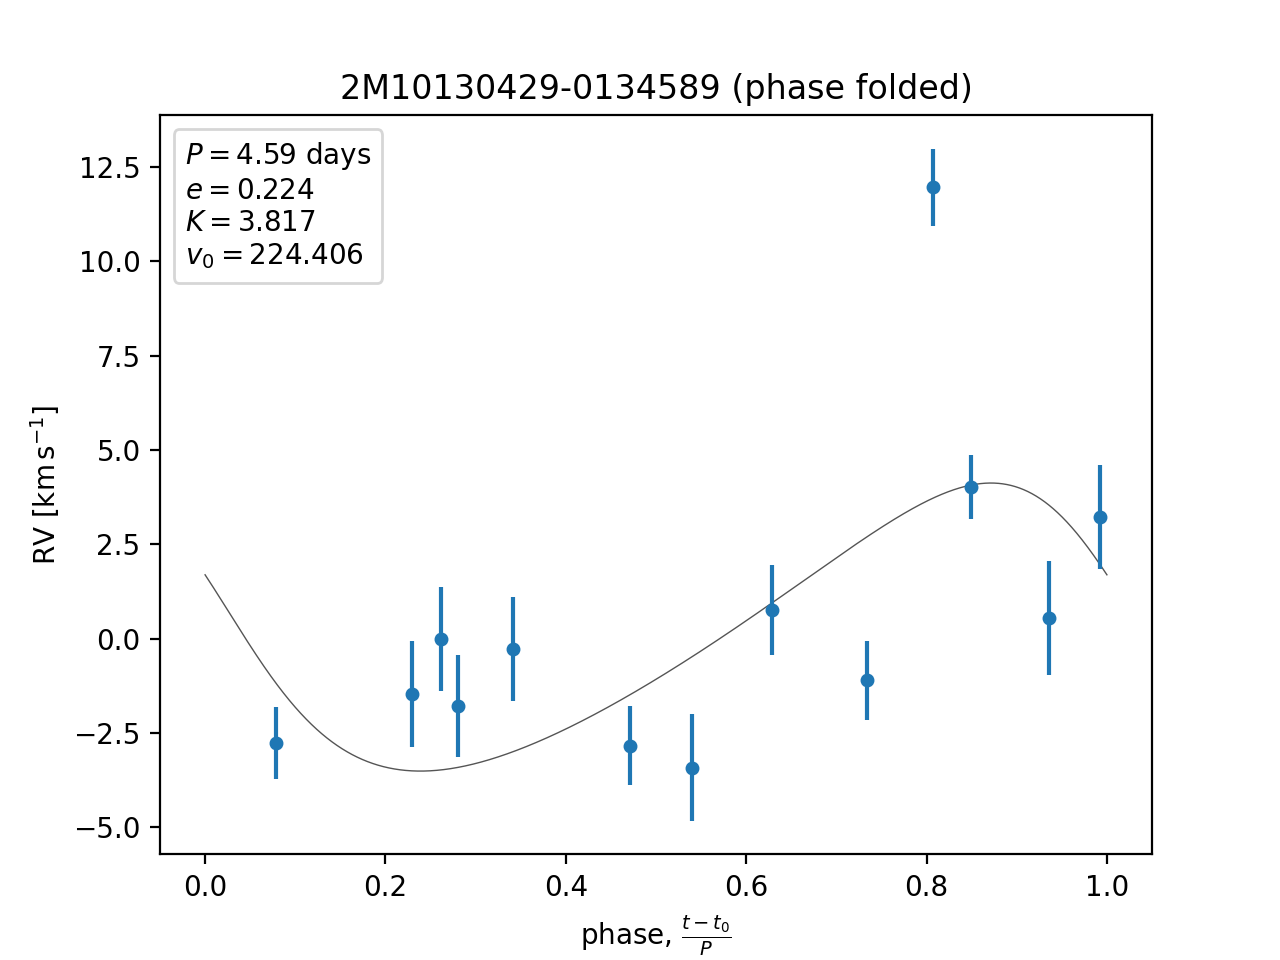 2M10130429-0134589 (phase folded)
P = 4.59 days
e = 0.224
K = 3.817
v₀ = 224.406
12.5
10.0
7.5
5.0
2.5
0.0
−2.5
−5.0
RV [km s⁻¹]
0.0 0.2 0.4 0.6 0.8 1.0
phase, (t − t₀)/P